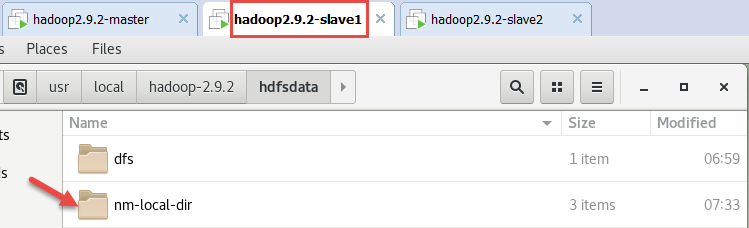 hadoop2.9.2-master hadoop2.9.2-slave1 hadoop2.9.2-slave2
Places Files
usr local hadoop-2.9.2 hdfsdata
Name Size Modified
dfs 1 item 06:59
nm-local-dir 3 items 07:33